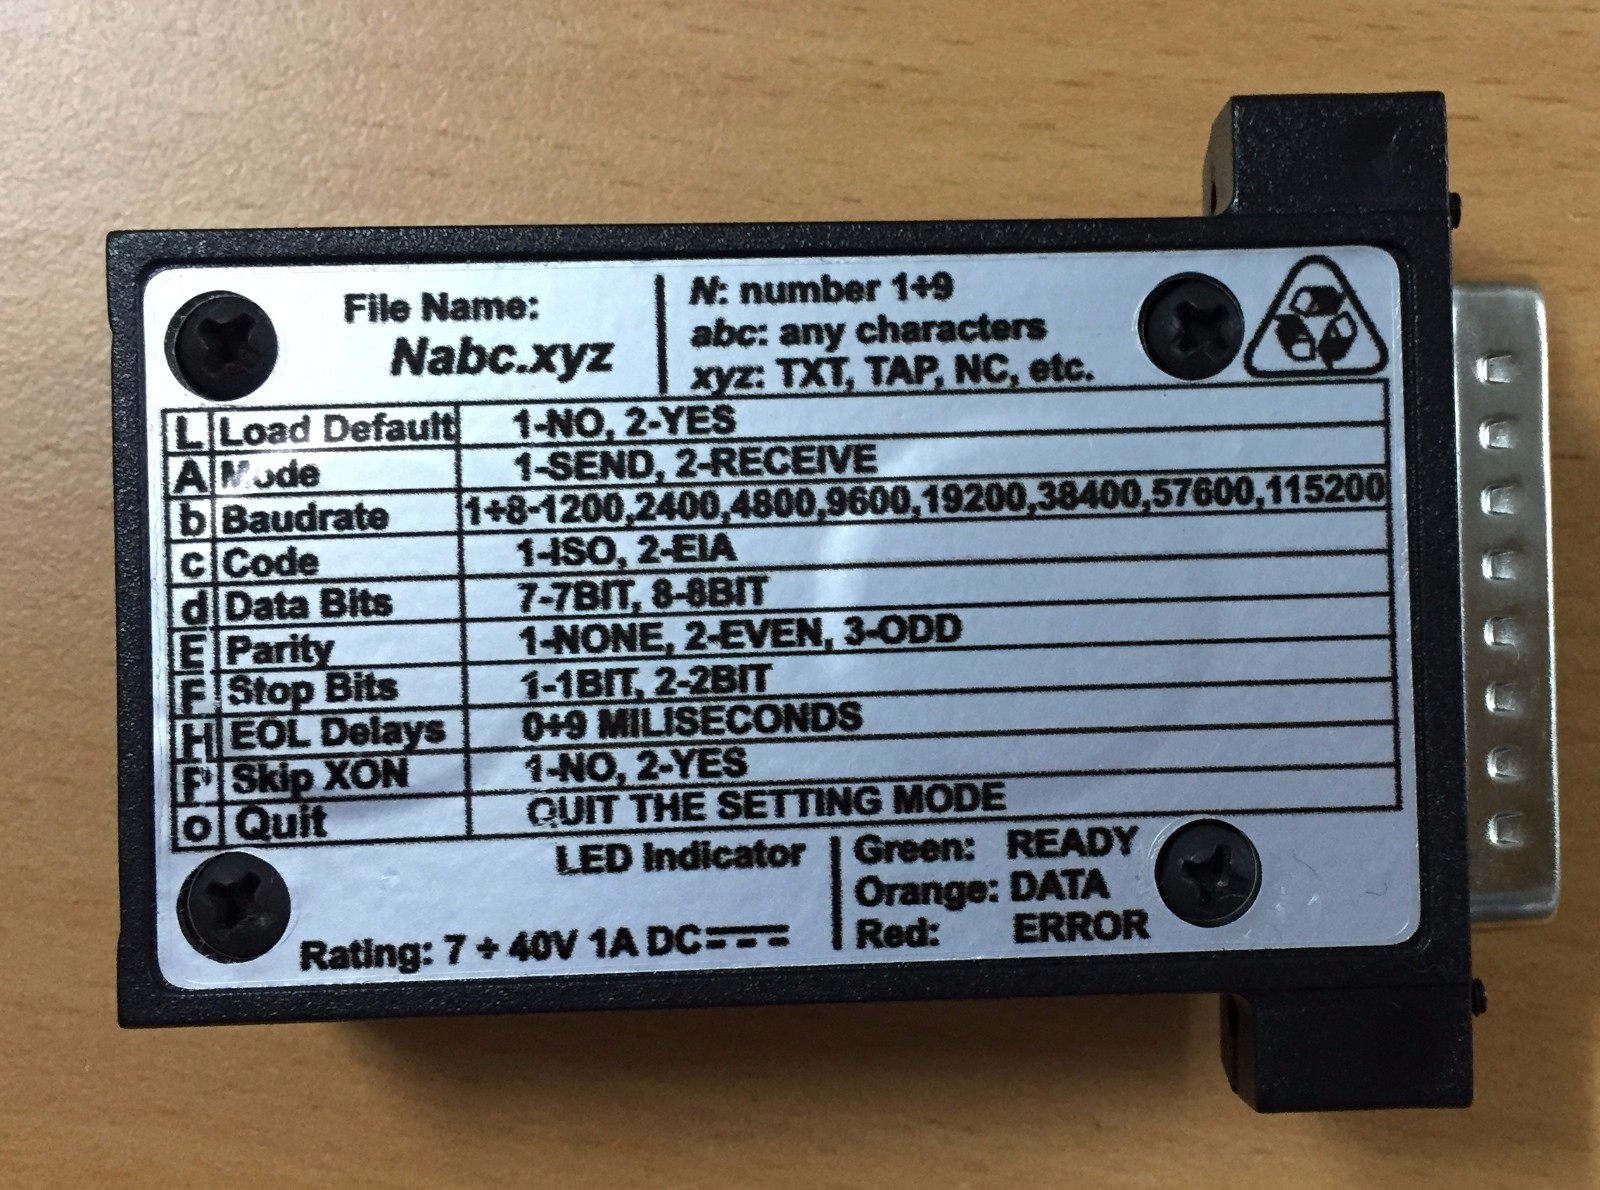 File Name:
Nabc.xyz
N: number 1÷9
abc: any characters
xyz: TXT, TAP, NC, etc.
L Load Default 1-NO, 2-YES
A Mode 1-SEND, 2-RECEIVE
b Baudrate 1÷8-1200,2400,4800,9600,19200,38400,57600,115200
c Code 1-ISO, 2-EIA
d Data Bits 7-7BIT, 8-8BIT
E Parity 1-NONE, 2-EVEN, 3-ODD
F Stop Bits 1-1BIT, 2-2BIT
H EOL Delays 0÷9 MILISECONDS
P Skip XON 1-NO, 2-YES
o Quit QUIT THE SETTING MODE
LED Indicator
Green: READY
Orange: DATA
Red: ERROR
Rating: 7 ÷ 40V 1A DC